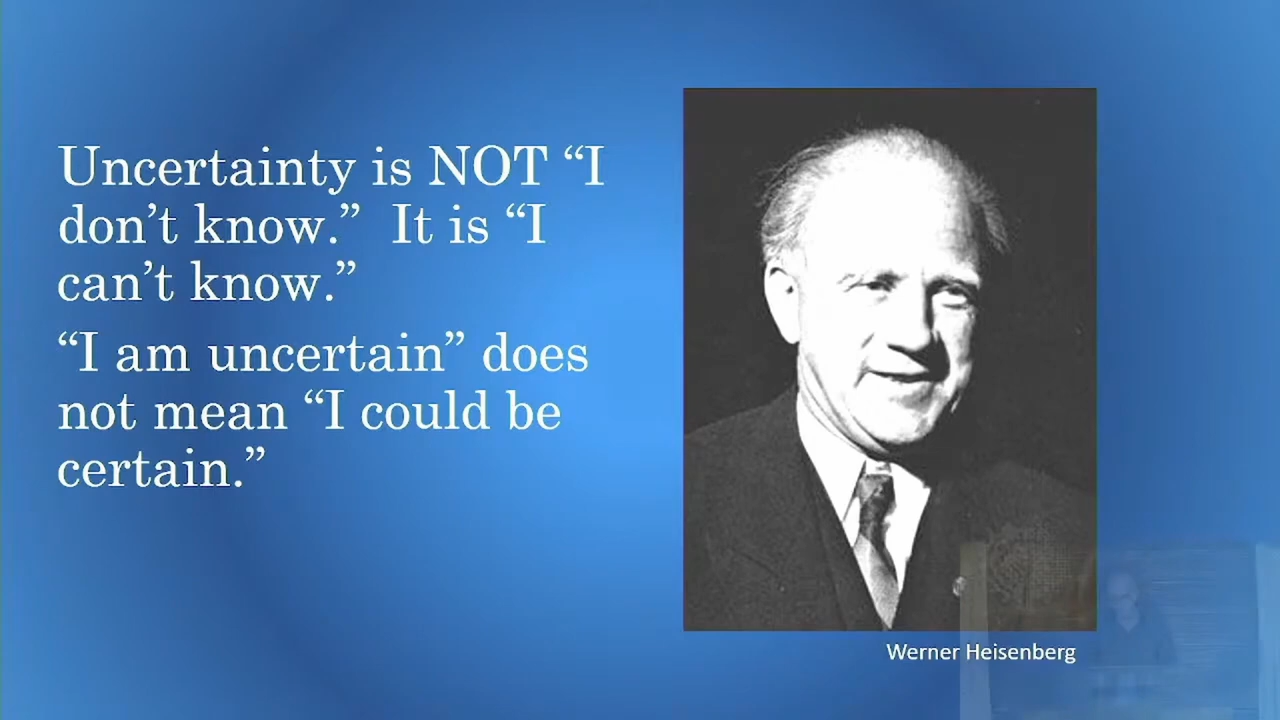 Uncertainty is NOT “I
don’t know.”  It is “I
can’t know.”
“I am uncertain” does
not mean “I could be
certain.”
Werner Heisenberg